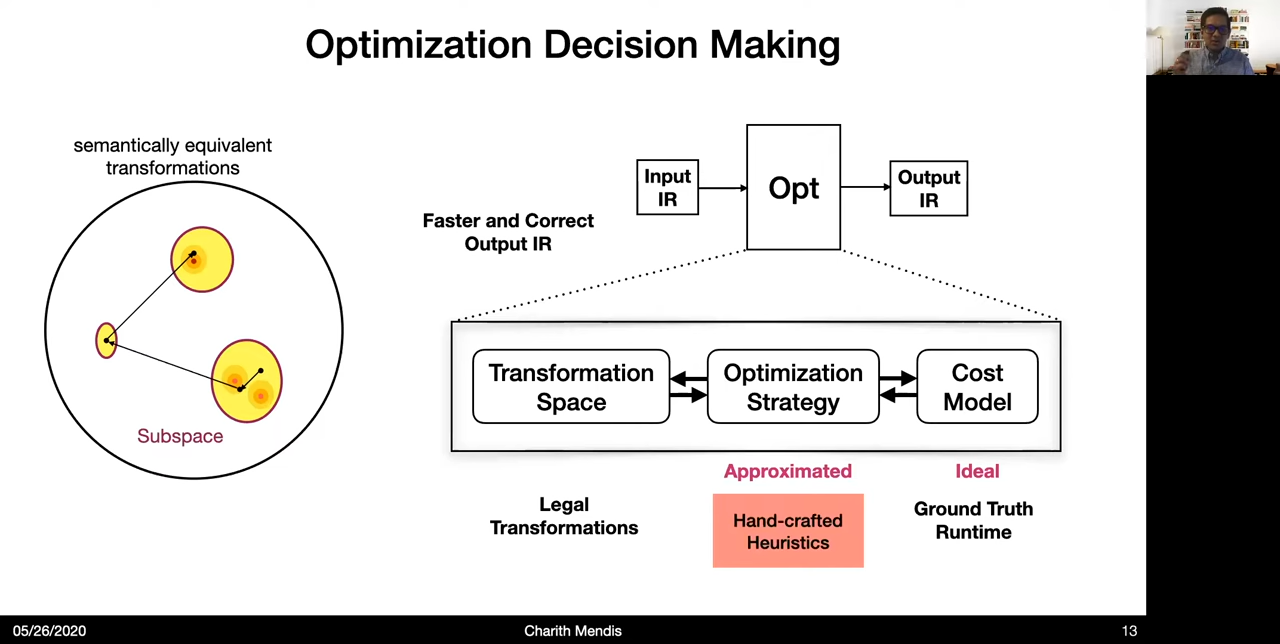 Optimization Decision Making
semantically equivalent
transformations
Subspace
Faster and Correct
Output IR
Input
IR
Opt
Output
IR
Transformation
Space
Optimization
Strategy
Cost
Model
Approximated
Ideal
Legal
Transformations
Hand-crafted
Heuristics
Ground Truth
Runtime
05/26/2020
Charith Mendis
13